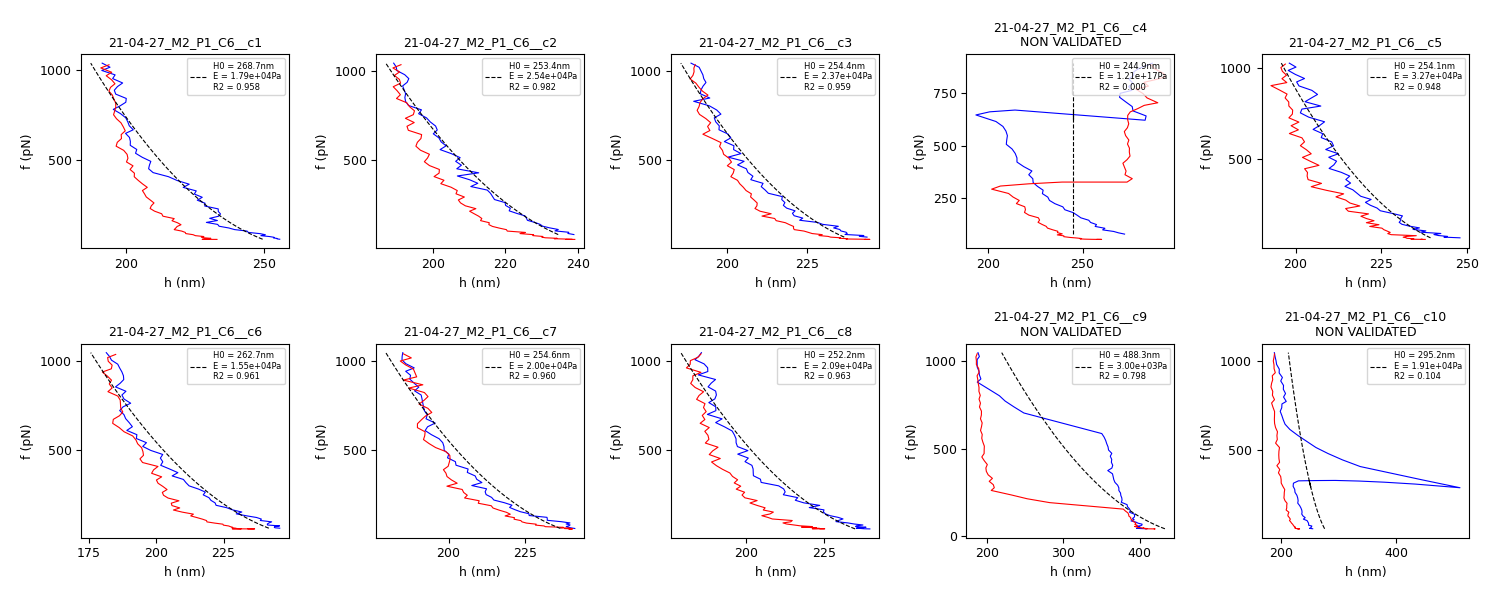 21-04-27_M2_P1_C6__c1
H0 = 268.7nm
E = 1.79e+04Pa
R2 = 0.958
f (pN)
1000
500
200
250
h (nm)
21-04-27_M2_P1_C6__c2
H0 = 253.4nm
E = 2.54e+04Pa
R2 = 0.982
f (pN)
1000
500
200
220
240
h (nm)
21-04-27_M2_P1_C6__c3
H0 = 254.4nm
E = 2.37e+04Pa
R2 = 0.959
f (pN)
1000
500
200
225
h (nm)
21-04-27_M2_P1_C6__c4
NON VALIDATED
H0 = 244.9nm
E = 1.21e+17Pa
R2 = 0.000
f (pN)
750
500
250
200
250
h (nm)
21-04-27_M2_P1_C6__c5
H0 = 254.1nm
E = 3.27e+04Pa
R2 = 0.948
f (pN)
1000
500
200
225
250
h (nm)
21-04-27_M2_P1_C6__c6
H0 = 262.7nm
E = 1.55e+04Pa
R2 = 0.961
f (pN)
1000
500
175
200
225
h (nm)
21-04-27_M2_P1_C6__c7
H0 = 254.6nm
E = 2.00e+04Pa
R2 = 0.960
f (pN)
1000
500
200
225
h (nm)
21-04-27_M2_P1_C6__c8
H0 = 252.2nm
E = 2.09e+04Pa
R2 = 0.963
f (pN)
1000
500
200
225
h (nm)
21-04-27_M2_P1_C6__c9
NON VALIDATED
H0 = 488.3nm
E = 3.00e+03Pa
R2 = 0.798
f (pN)
1000
500
0
200
300
400
h (nm)
21-04-27_M2_P1_C6__c10
NON VALIDATED
H0 = 295.2nm
E = 1.91e+04Pa
R2 = 0.104
f (pN)
1000
500
200
400
h (nm)